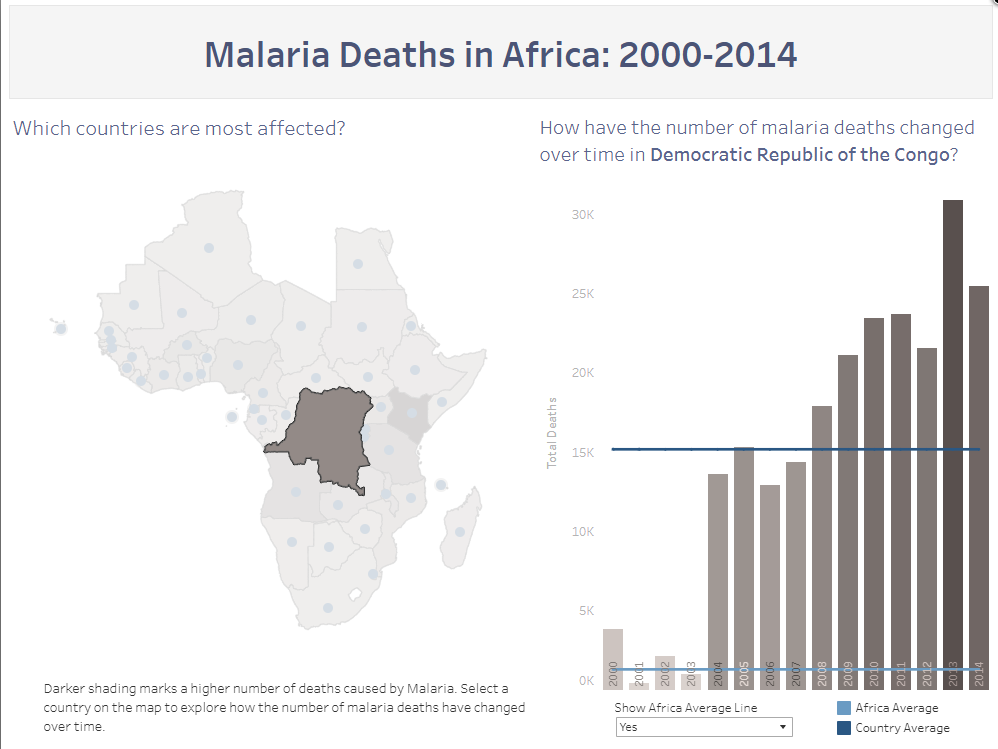 Malaria Deaths in Africa: 2000-2014
Which countries are most affected?
How have the number of malaria deaths changed
over time in Democratic Republic of the Congo?
30K
25K
20K
15K
10K
5K
0K
Total Deaths
2000
2001
2002
2003
2004
2005
2006
2007
2008
2009
2010
2011
2012
2013
2014
Darker shading marks a higher number of deaths caused by Malaria. Select a
country on the map to explore how the number of malaria deaths have changed
over time.
Show Africa Average Line
Yes
Africa Average
Country Average